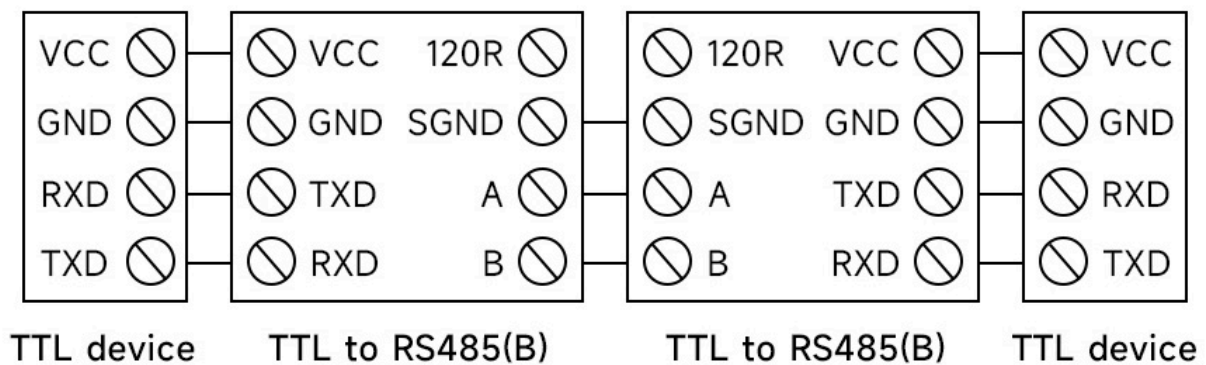 VCC VCC 120R 120R VCC VCC
GND GND SGND SGND GND GND
RXD TXD A A TXD RXD
TXD RXD B B RXD TXD
TTL device TTL to RS485(B) TTL to RS485(B) TTL device